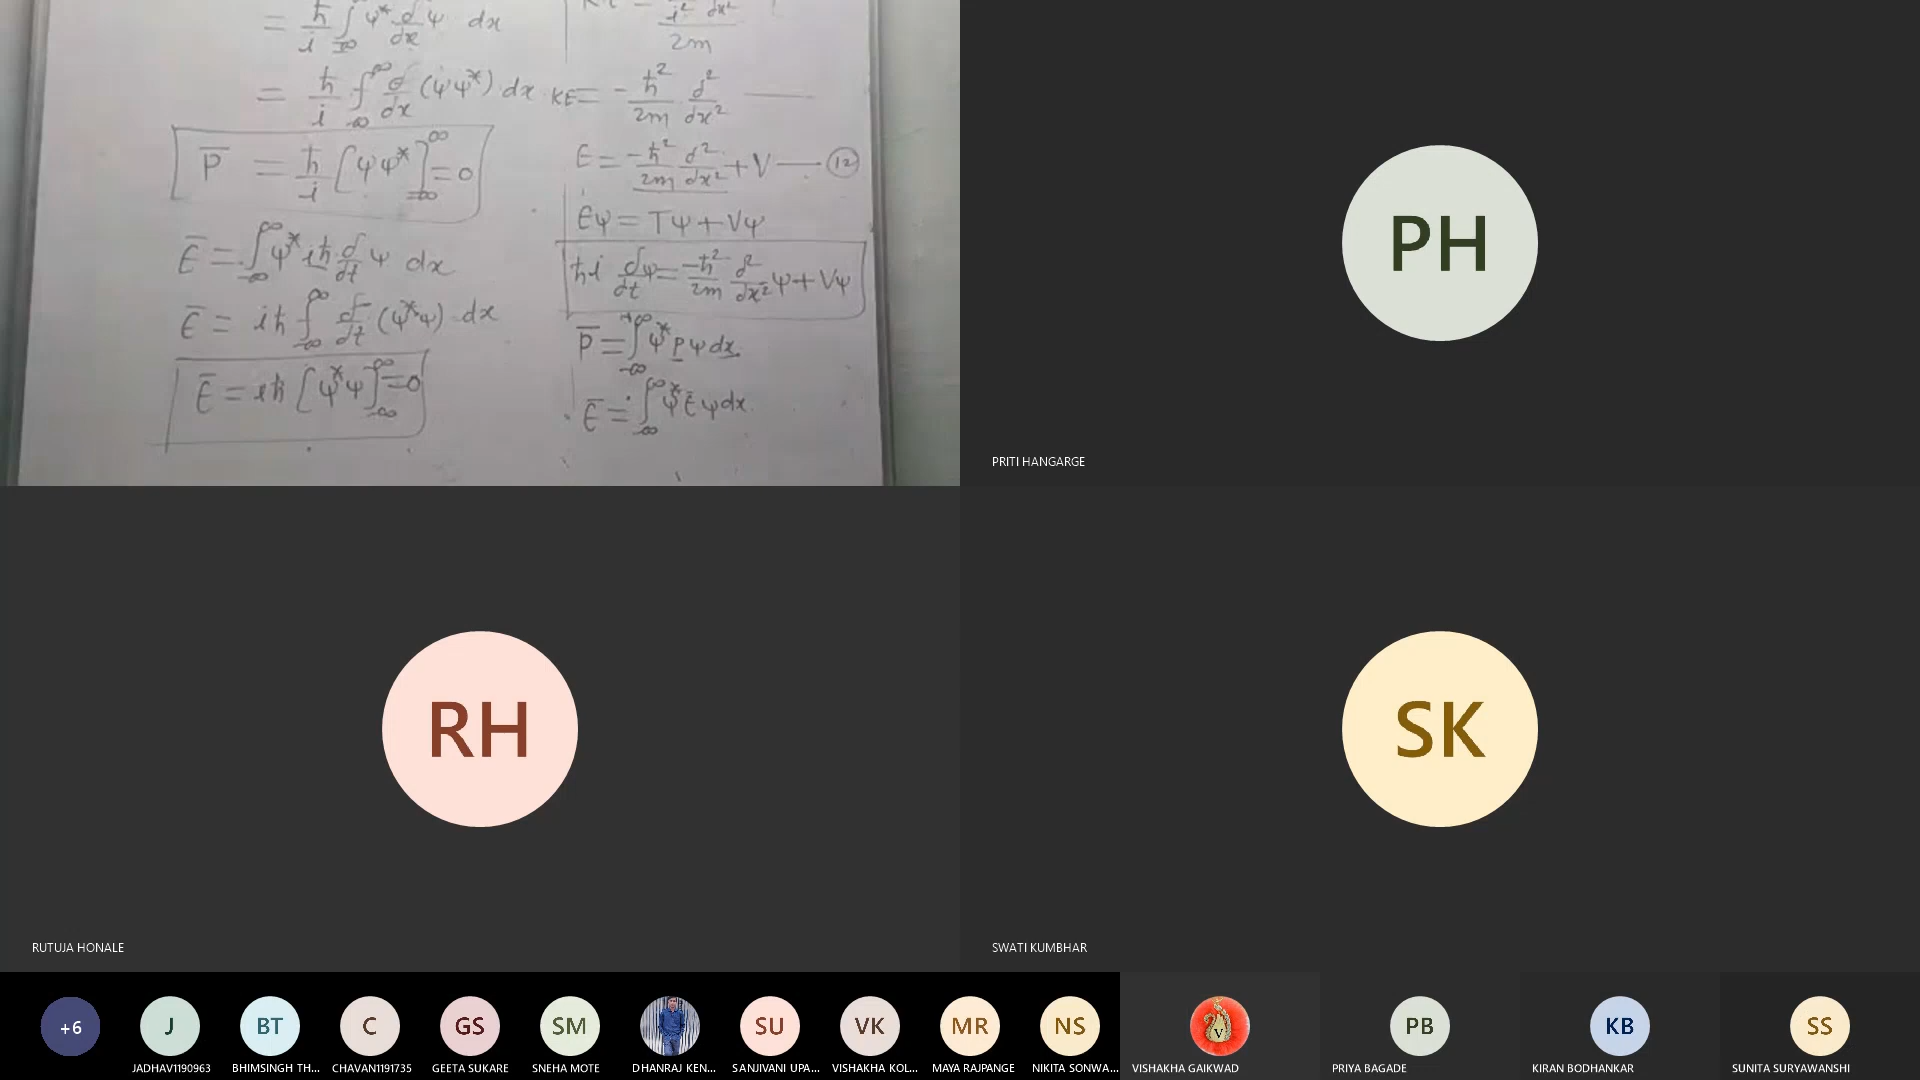 = ħ/i ∫_{-∞} ψ* d/dx ψ dx
= ħ/i ∫_{-∞}^{∞} d/dx (ψψ*) dx
P̅ = ħ/i [ψψ*]_{-∞}^{∞} = 0
E̅ = ∫_{-∞}^{∞} ψ* iħ d/dt ψ dx
E̅ = iħ ∫_{-∞}^{∞} d/dt (ψ*ψ) dx
E̅ = iħ [ψ*ψ]_{-∞}^{∞} = 0
i² dx²
2m
KE = - ħ²/2m d²/dx² ——
E = -ħ²/2m d²/dx² + V —— (12)
Eψ = Tψ + Vψ
ħi d/dt ψ = -ħ²/2m d²/dx² ψ + Vψ
P̅ = ∫_{-∞}^{+∞} ψ* P ψ dx
E̅ = ∫_{-∞}^{∞} ψ* E ψ dx
PH
PRITI HANGARGE
RH
RUTUJA HONALE
SK
SWATI KUMBHAR
+6
J
JADHAV1190963
BT
BHIMSINGH TH...
C
CHAVAN1191735
GS
GEETA SUKARE
SM
SNEHA MOTE
DHANRAJ KEN...
SU
SANJIVANI UPA...
VK
VISHAKHA KOL...
MR
MAYA RAJPANGE
NS
NIKITA SONWA...
V
VISHAKHA GAIKWAD
PB
PRIYA BAGADE
KB
KIRAN BODHANKAR
SS
SUNITA SURYAWANSHI